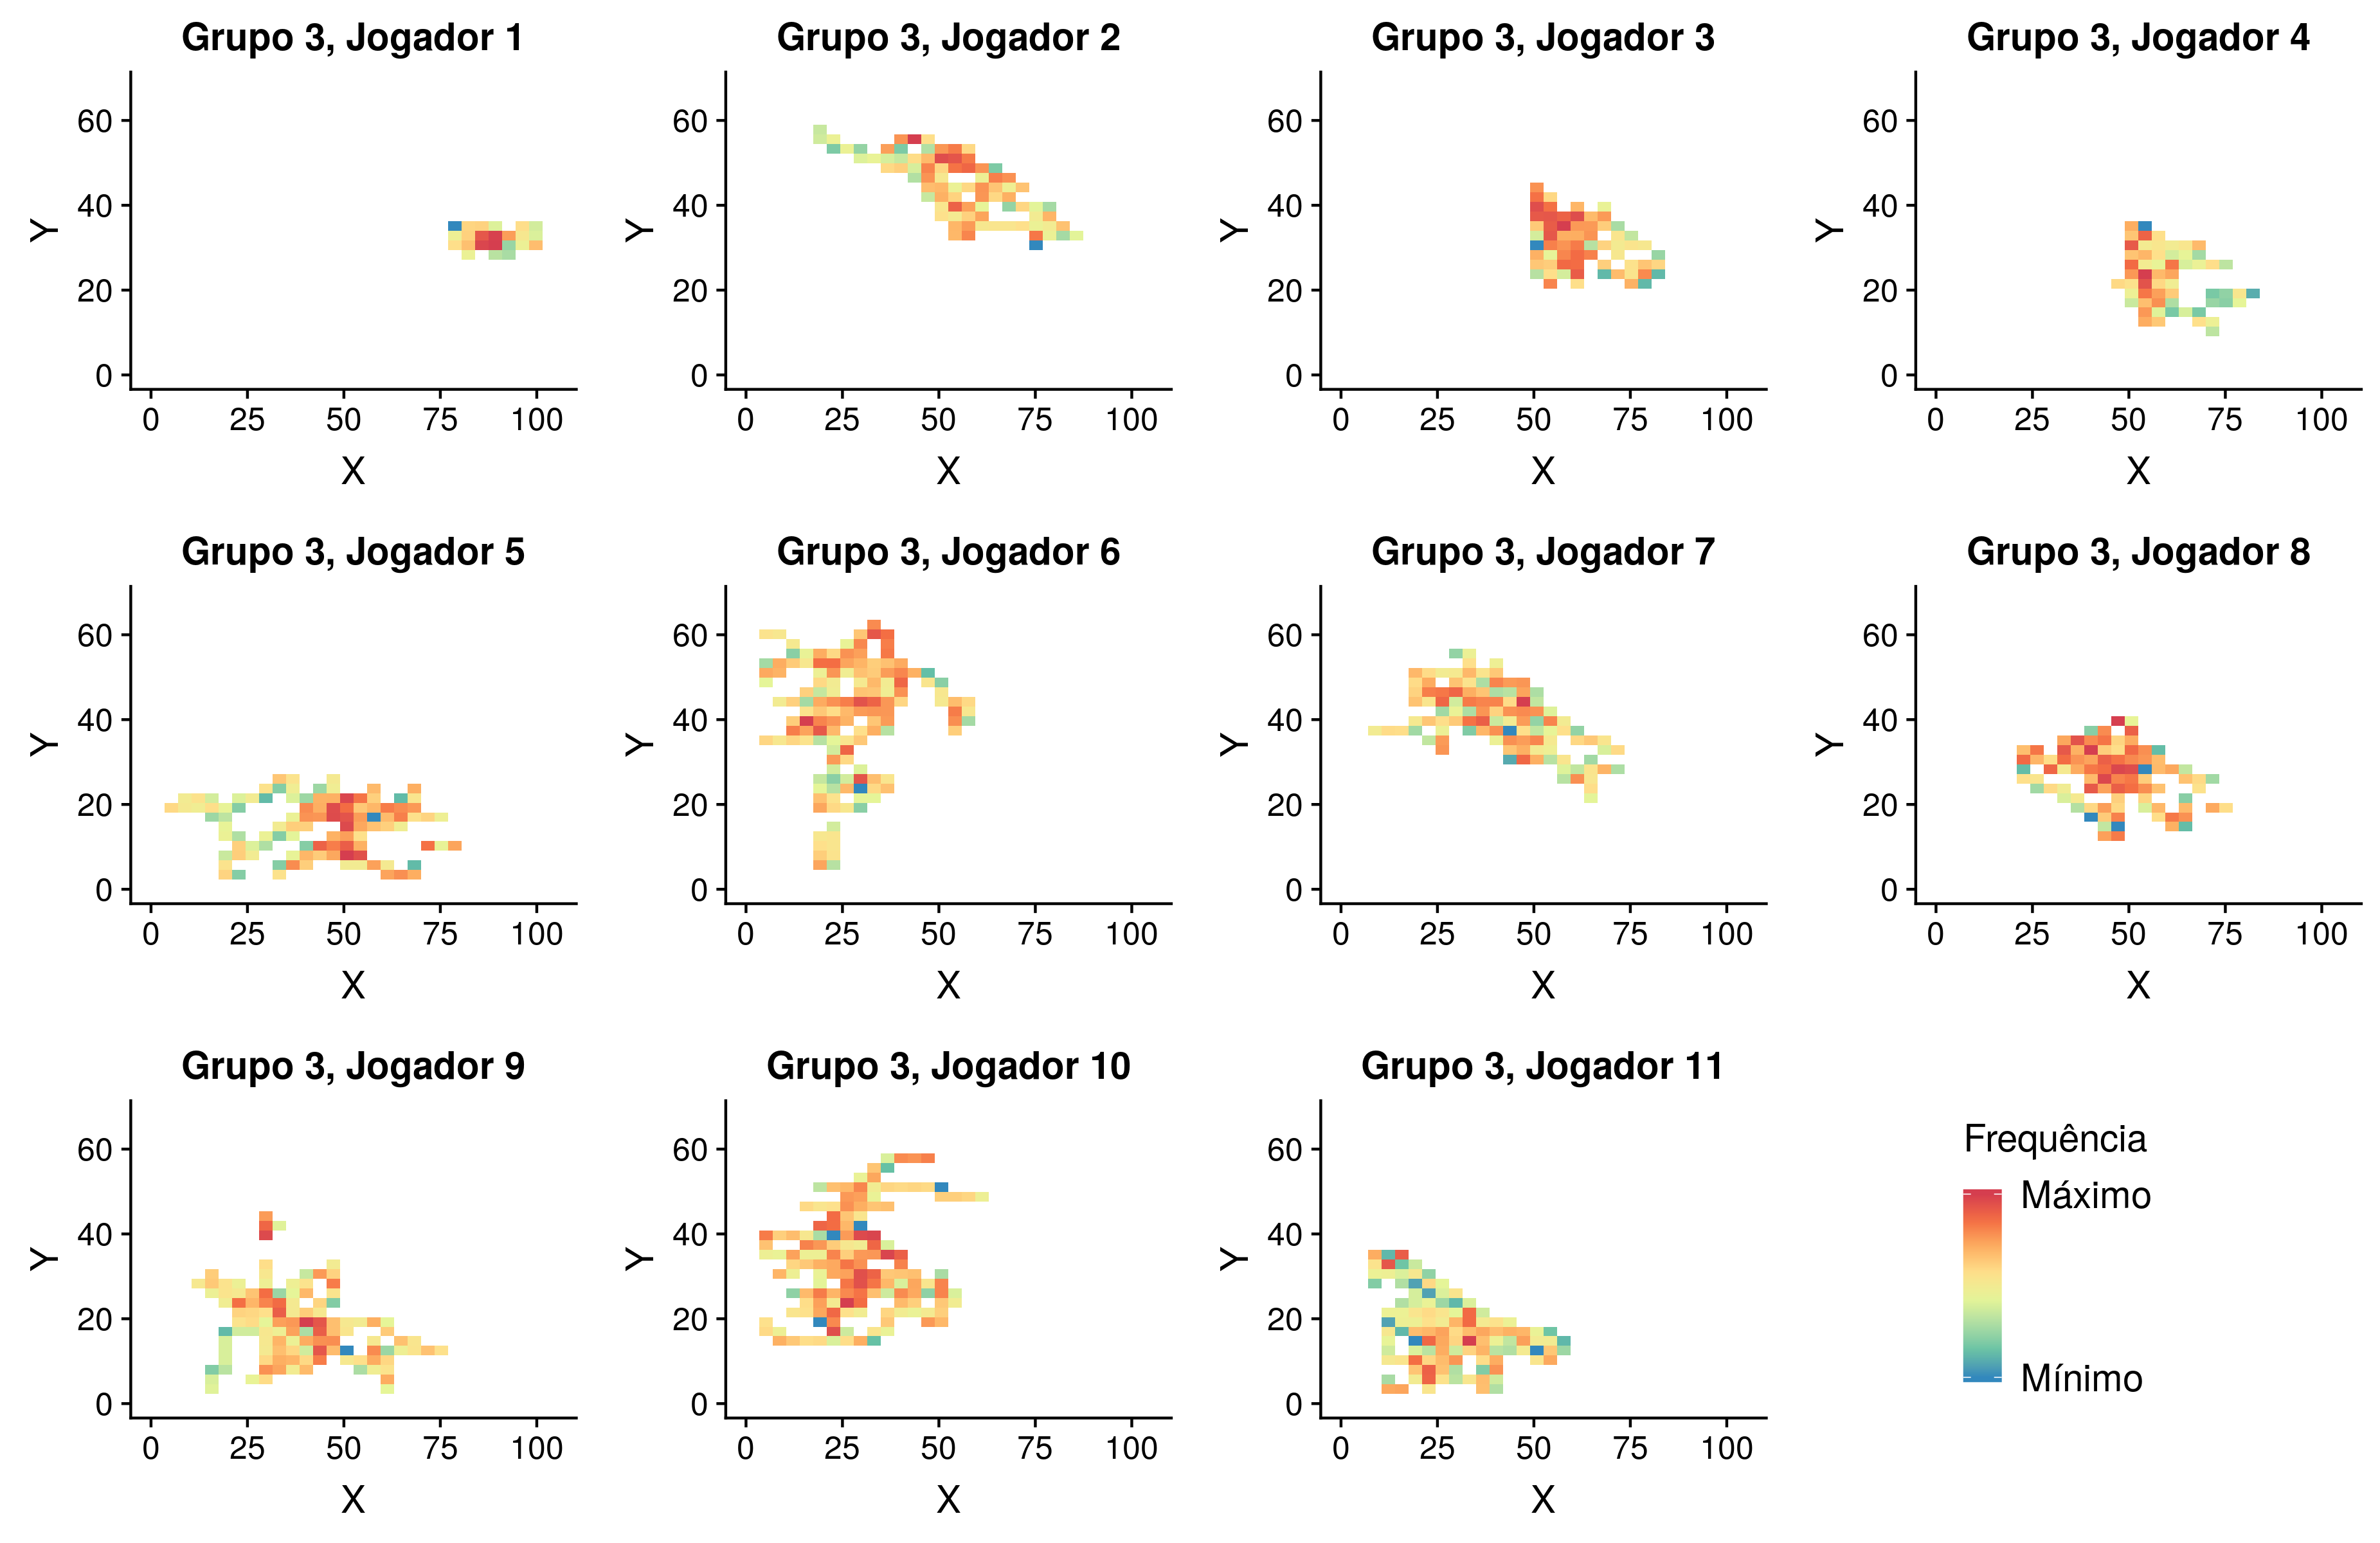 Grupo 3, Jogador 1
Grupo 3, Jogador 2
Grupo 3, Jogador 3
Grupo 3, Jogador 4
60
40
20
0
Y
0 25 50 75 100
X
60
40
20
0
Y
0 25 50 75 100
X
60
40
20
0
Y
0 25 50 75 100
X
60
40
20
0
Y
0 25 50 75 100
X
Grupo 3, Jogador 5
Grupo 3, Jogador 6
Grupo 3, Jogador 7
Grupo 3, Jogador 8
60
40
20
0
Y
0 25 50 75 100
X
60
40
20
0
Y
0 25 50 75 100
X
60
40
20
0
Y
0 25 50 75 100
X
60
40
20
0
Y
0 25 50 75 100
X
Grupo 3, Jogador 9
Grupo 3, Jogador 10
Grupo 3, Jogador 11
60
40
20
0
Y
0 25 50 75 100
X
60
40
20
0
Y
0 25 50 75 100
X
60
40
20
0
Y
0 25 50 75 100
X
Frequência
Máximo
Mínimo